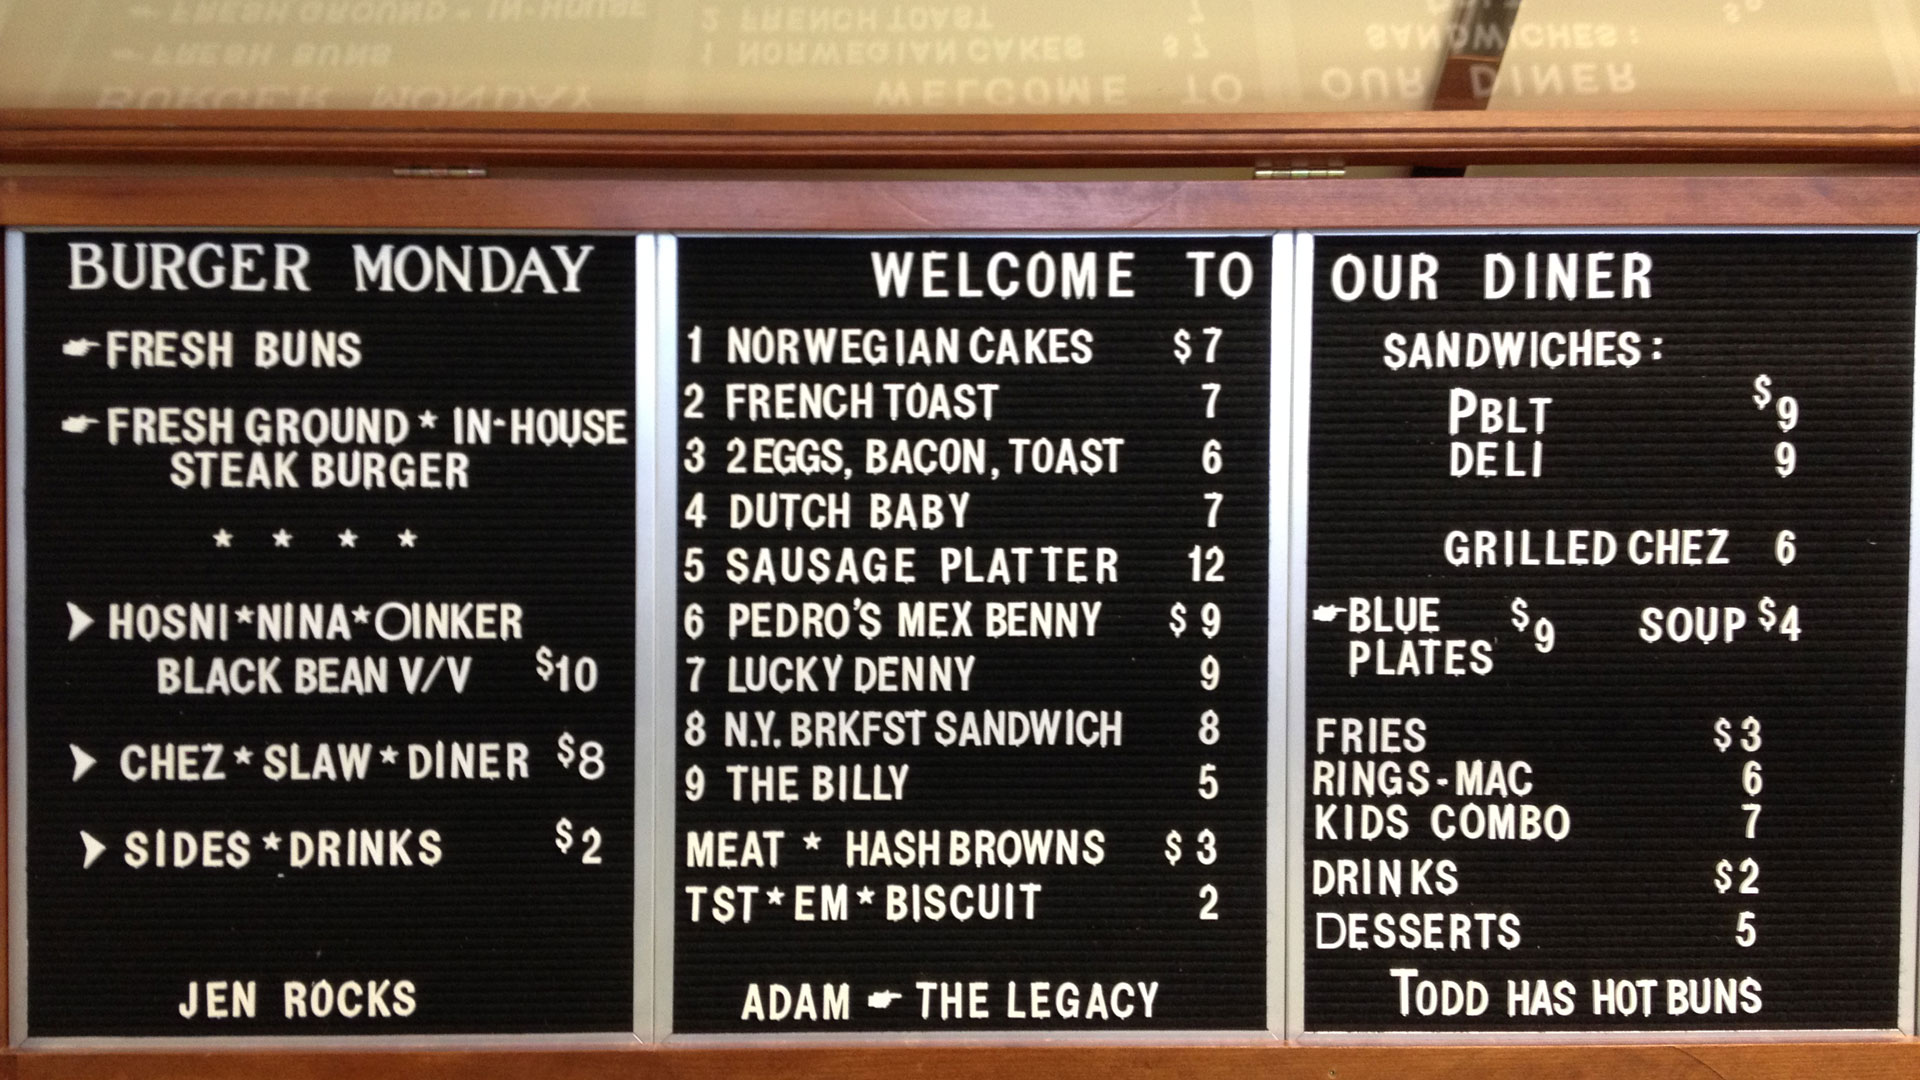 BURGER MONDAY
FRESH BUNS
FRESH GROUND * IN-HOUSE
STEAK BURGER
* * * *
HOSNI*NINA*OINKER
BLACK BEAN V/V $10
CHEZ*SLAW*DINER $8
SIDES*DRINKS $2
JEN ROCKS
WELCOME TO
1 NORWEGIAN CAKES $7
2 FRENCH TOAST 7
3 2 EGGS, BACON, TOAST 6
4 DUTCH BABY 7
5 SAUSAGE PLATTER 12
6 PEDRO'S MEX BENNY $9
7 LUCKY DENNY 9
8 N.Y. BRKFST SANDWICH 8
9 THE BILLY 5
MEAT * HASH BROWNS $3
TST*EM*BISCUIT 2
ADAM ☛ THE LEGACY
OUR DINER
SANDWICHES:
PBLT $9
DELI 9
GRILLED CHEZ 6
BLUE $9 SOUP $4
PLATES
FRIES $3
RINGS-MAC 6
KIDS COMBO 7
DRINKS $2
DESSERTS 5
TODD HAS HOT BUNS